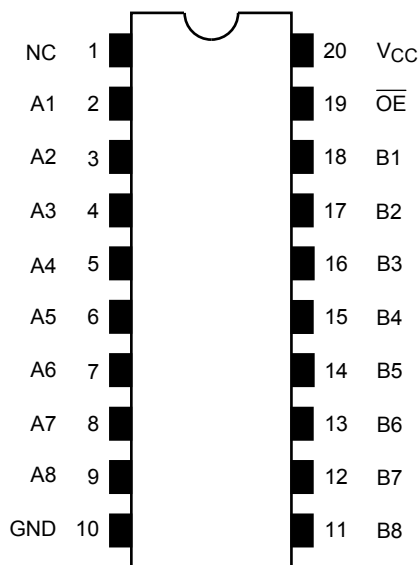 NC 1 20 VCC
A1 2 19 O̅E̅
A2 3 18 B1
A3 4 17 B2
A4 5 16 B3
A5 6 15 B4
A6 7 14 B5
A7 8 13 B6
A8 9 12 B7
GND 10 11 B8